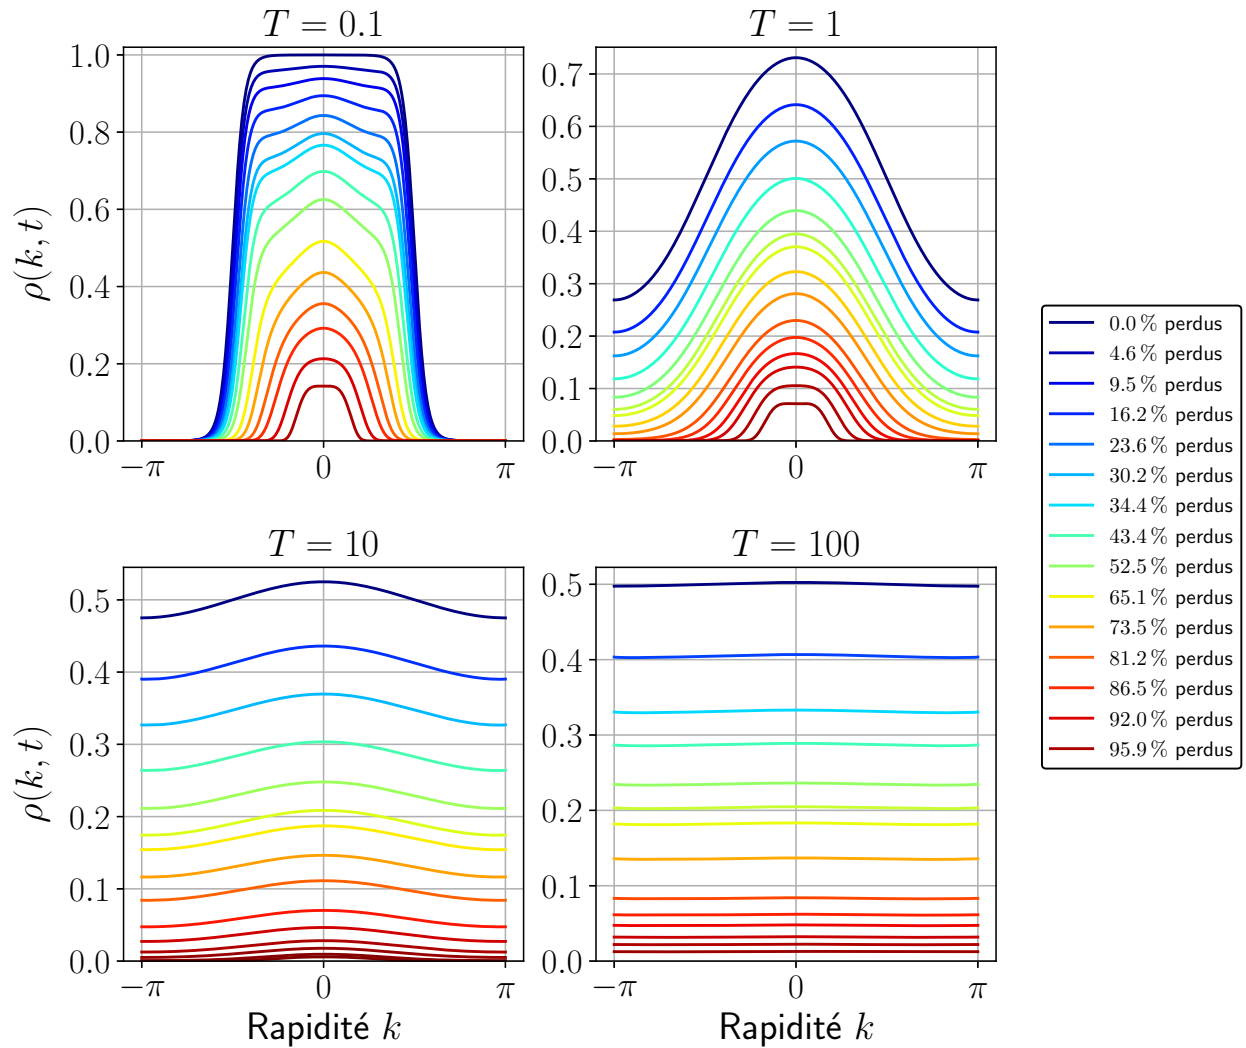 T = 0.1
T = 1
1.0
0.8
0.6
0.4
0.2
0.0
ρ(k, t)
−π
0
π
0.7
0.6
0.5
0.4
0.3
0.2
0.1
0.0
−π
0
π
T = 10
T = 100
0.5
0.4
0.3
0.2
0.1
0.0
ρ(k, t)
−π
0
π
Rapidité k
0.5
0.4
0.3
0.2
0.1
0.0
−π
0
π
Rapidité k
0.0 % perdus
4.6 % perdus
9.5 % perdus
16.2 % perdus
23.6 % perdus
30.2 % perdus
34.4 % perdus
43.4 % perdus
52.5 % perdus
65.1 % perdus
73.5 % perdus
81.2 % perdus
86.5 % perdus
92.0 % perdus
95.9 % perdus